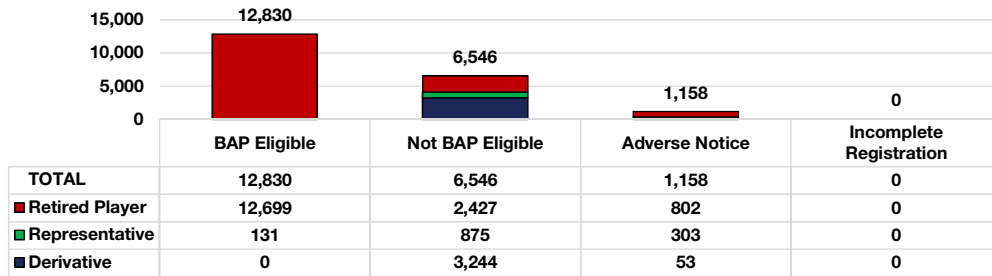 15,000
12,830
10,000
6,546
5,000
1,158
0
0
BAP Eligible Not BAP Eligible Adverse Notice Incomplete
Registration
TOTAL 12,830 6,546 1,158 0
Retired Player 12,699 2,427 802 0
Representative 131 875 303 0
Derivative 0 3,244 53 0